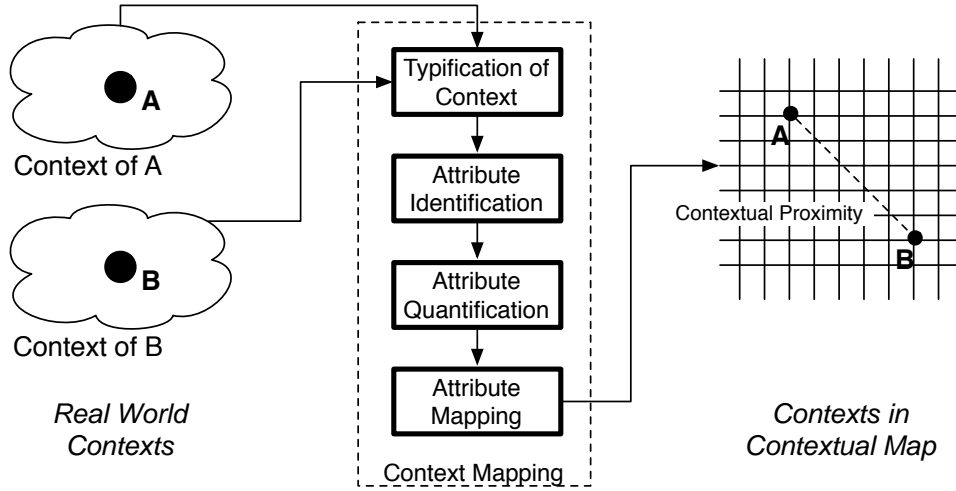 A
Context of A
B
Context of B
Real World
Contexts
Typification of
Context
Attribute
Identification
Attribute
Quantification
Attribute
Mapping
Context Mapping
A
Contextual Proximity
B
Contexts in
Contextual Map